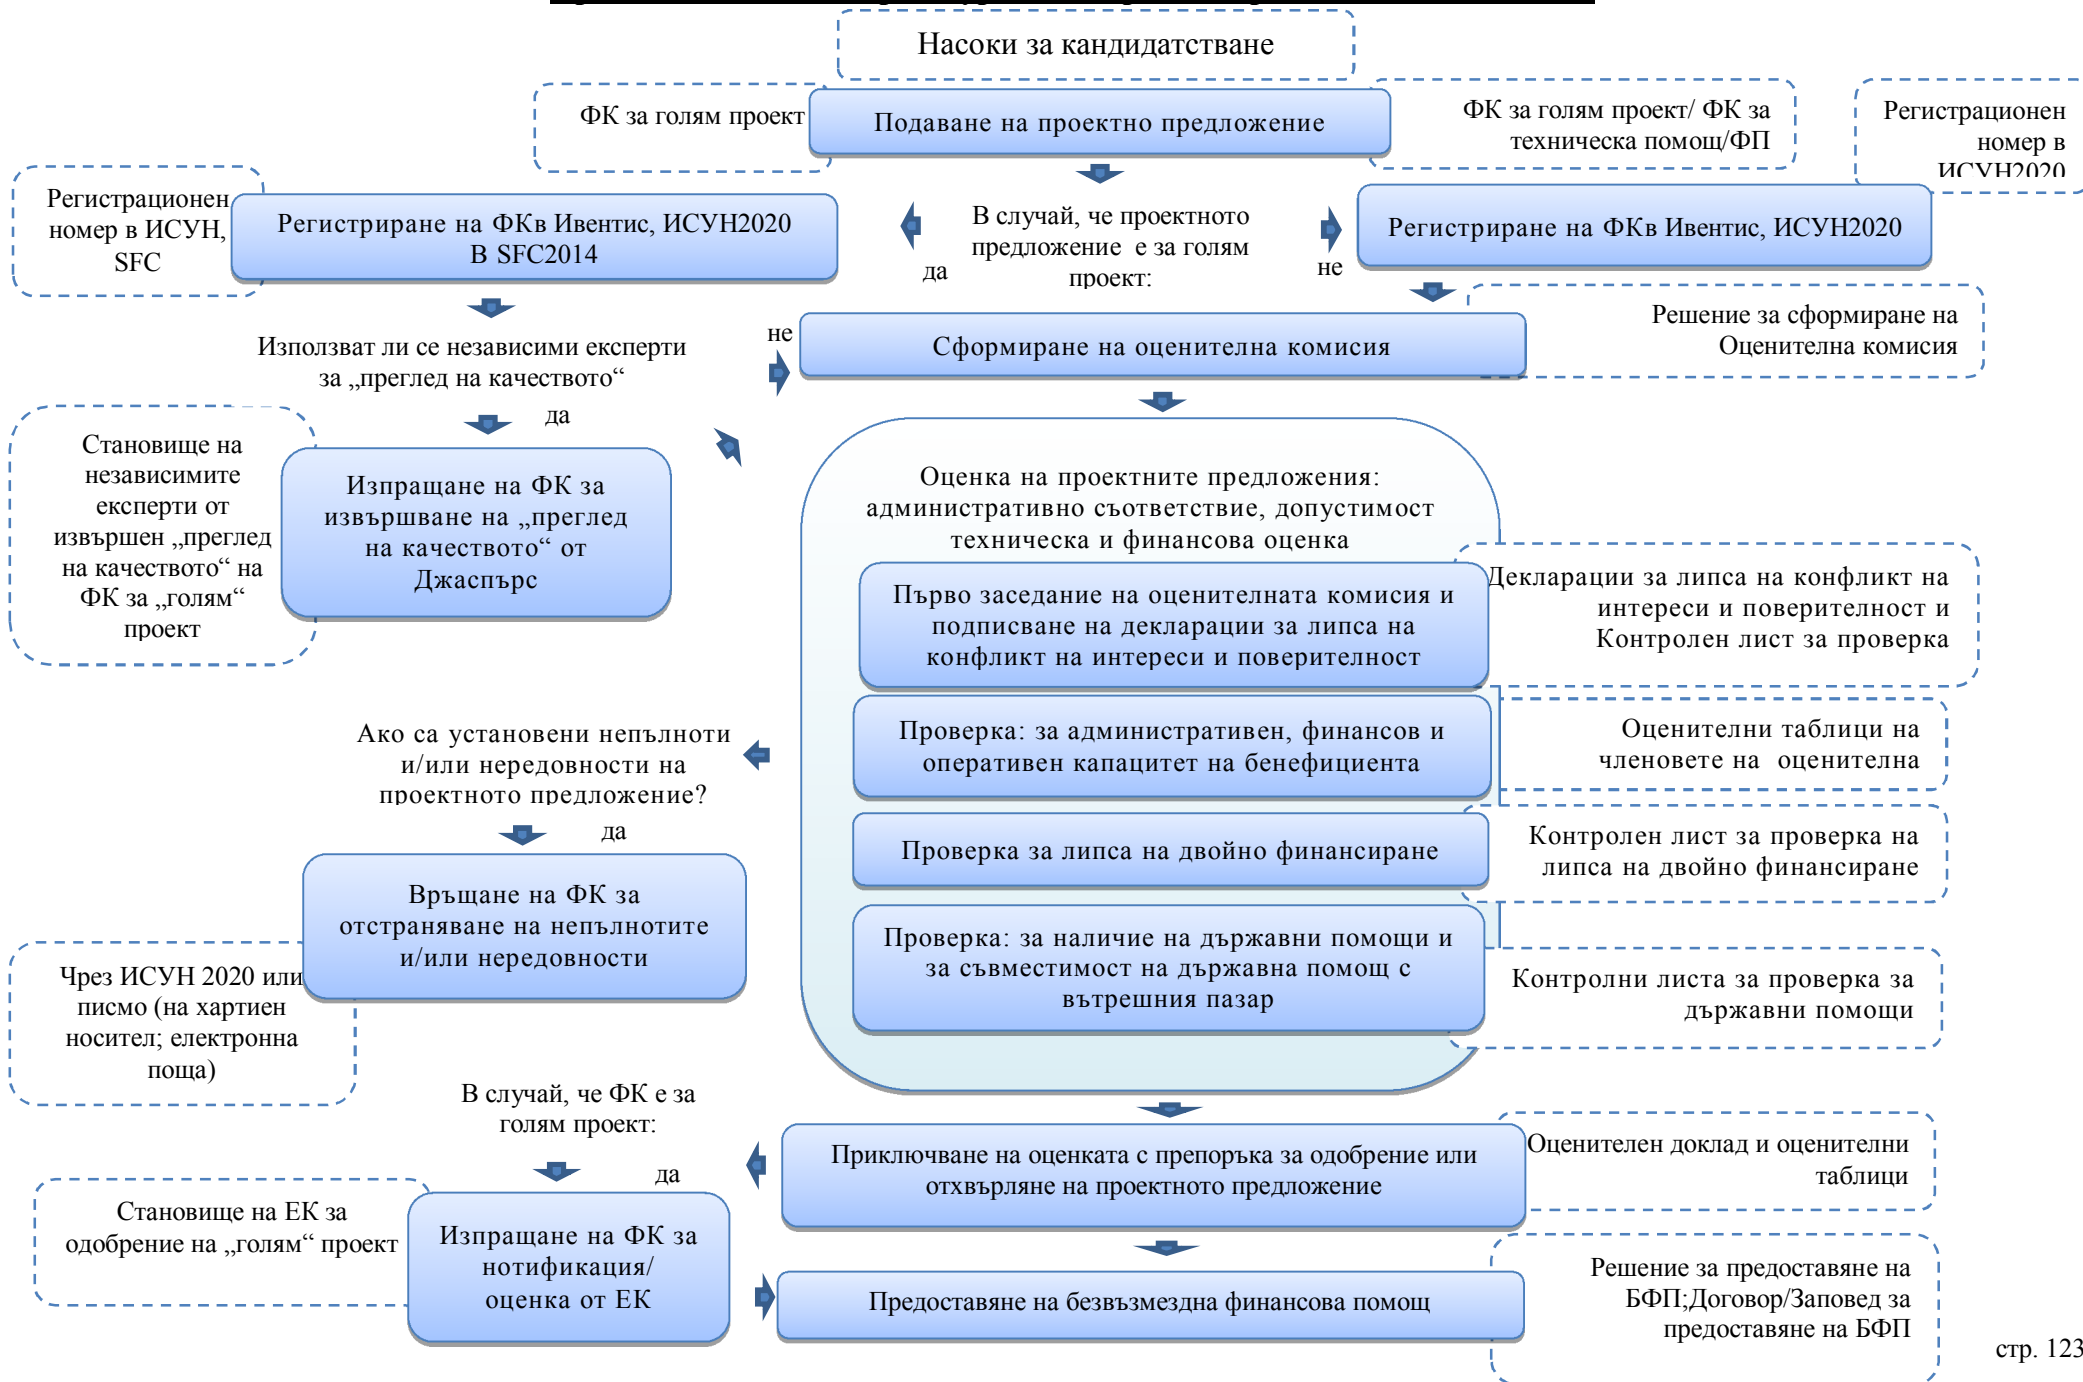 Насоки за кандидатстване
ФК за голям проект
Подаване на проектно предложение
ФК за голям проект/ ФК за
техническа помощ/ФП
Регистрационен
номер в
ИСУН2020
Регистрационен
номер в ИСУН,
SFC
Регистриране на ФКв Ивентис, ИСУН2020
В SFC2014
В случай, че проектното
предложение е за голям
проект:
да
не
Регистриране на ФКв Ивентис, ИСУН2020
Използват ли се независими експерти
за „преглед на качеството“
не
да
Сформиране на оценителна комисия
Решение за сформиране на
Оценителна комисия
Становище на
независимите
експерти от
извършен „преглед
на качеството“ на
ФК за „голям“
проект
Изпращане на ФК за
извършване на „преглед
на качеството“ от
Джаспърс
Оценка на проектните предложения:
административно съответствие, допустимост
техническа и финансова оценка
Първо заседание на оценителната комисия и
подписване на декларации за липса на
конфликт на интереси и поверителност
Декларации за липса на конфликт на
интереси и поверителност и
Контролен лист за проверка
Ако са установени непълноти
и/или нередовности на
проектното предложение?
да
Проверка: за административен, финансов и
оперативен капацитет на бенефициента
Оценителни таблици на
членовете на оценителна
Проверка за липса на двойно финансиране
Контролен лист за проверка на
липса на двойно финансиране
Връщане на ФК за
отстраняване на непълнотите
и/или нередовности
Чрез ИСУН 2020 или
писмо (на хартиен
носител; електронна
поща)
Проверка: за наличие на държавни помощи и
за съвместимост на държавна помощ с
вътрешния пазар
Контролни листа за проверка за
държавни помощи
В случай, че ФК е за
голям проект:
да
Приключване на оценката с препоръка за одобрение или
отхвърляне на проектното предложение
Оценителен доклад и оценителни
таблици
Становище на ЕК за
одобрение на „голям“ проект
Изпращане на ФК за
нотификация/
оценка от ЕК
Предоставяне на безвъзмездна финансова помощ
Решение за предоставяне на
БФП;Договор/Заповед за
предоставяне на БФП
стр. 123